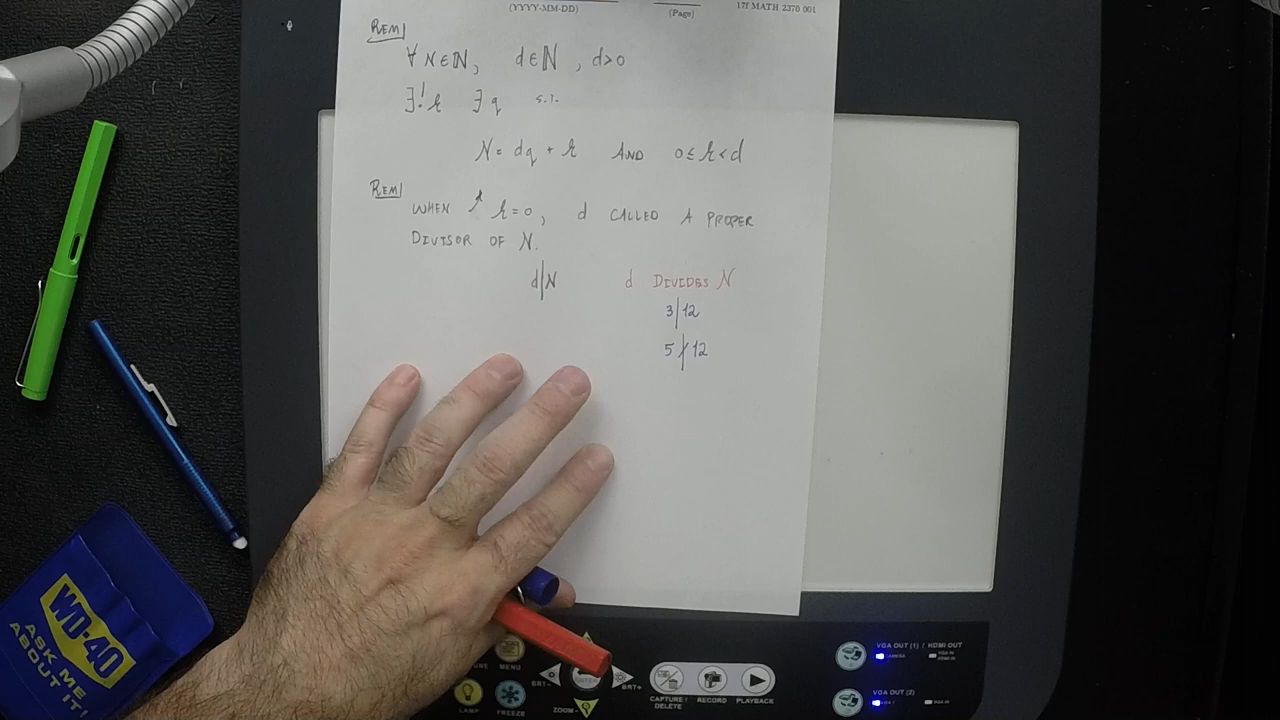 (YYYY-MM-DD)
(Page)
17f MATH 2370 001
REM
∀ N∈ℕ, d∈ℕ, d>0
∃! r ∃ q s.t.
N = dq + r AND 0 ≤ r < d
REM
WHEN r=0, d CALLED A PROPER
DIVISOR OF N.
d|N d DIVIDES N
3|12
5∤12
WD-40
ASK ME
ABOUT
IT!
MENU
BRT-
BRT+
LAMP
FREEZE
ZOOM-
CAPTURE /
DELETE
RECORD
PLAYBACK
VGA OUT (1) / HDMI OUT
VGA OUT (2)